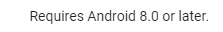 Requires Android 8.0 or later.